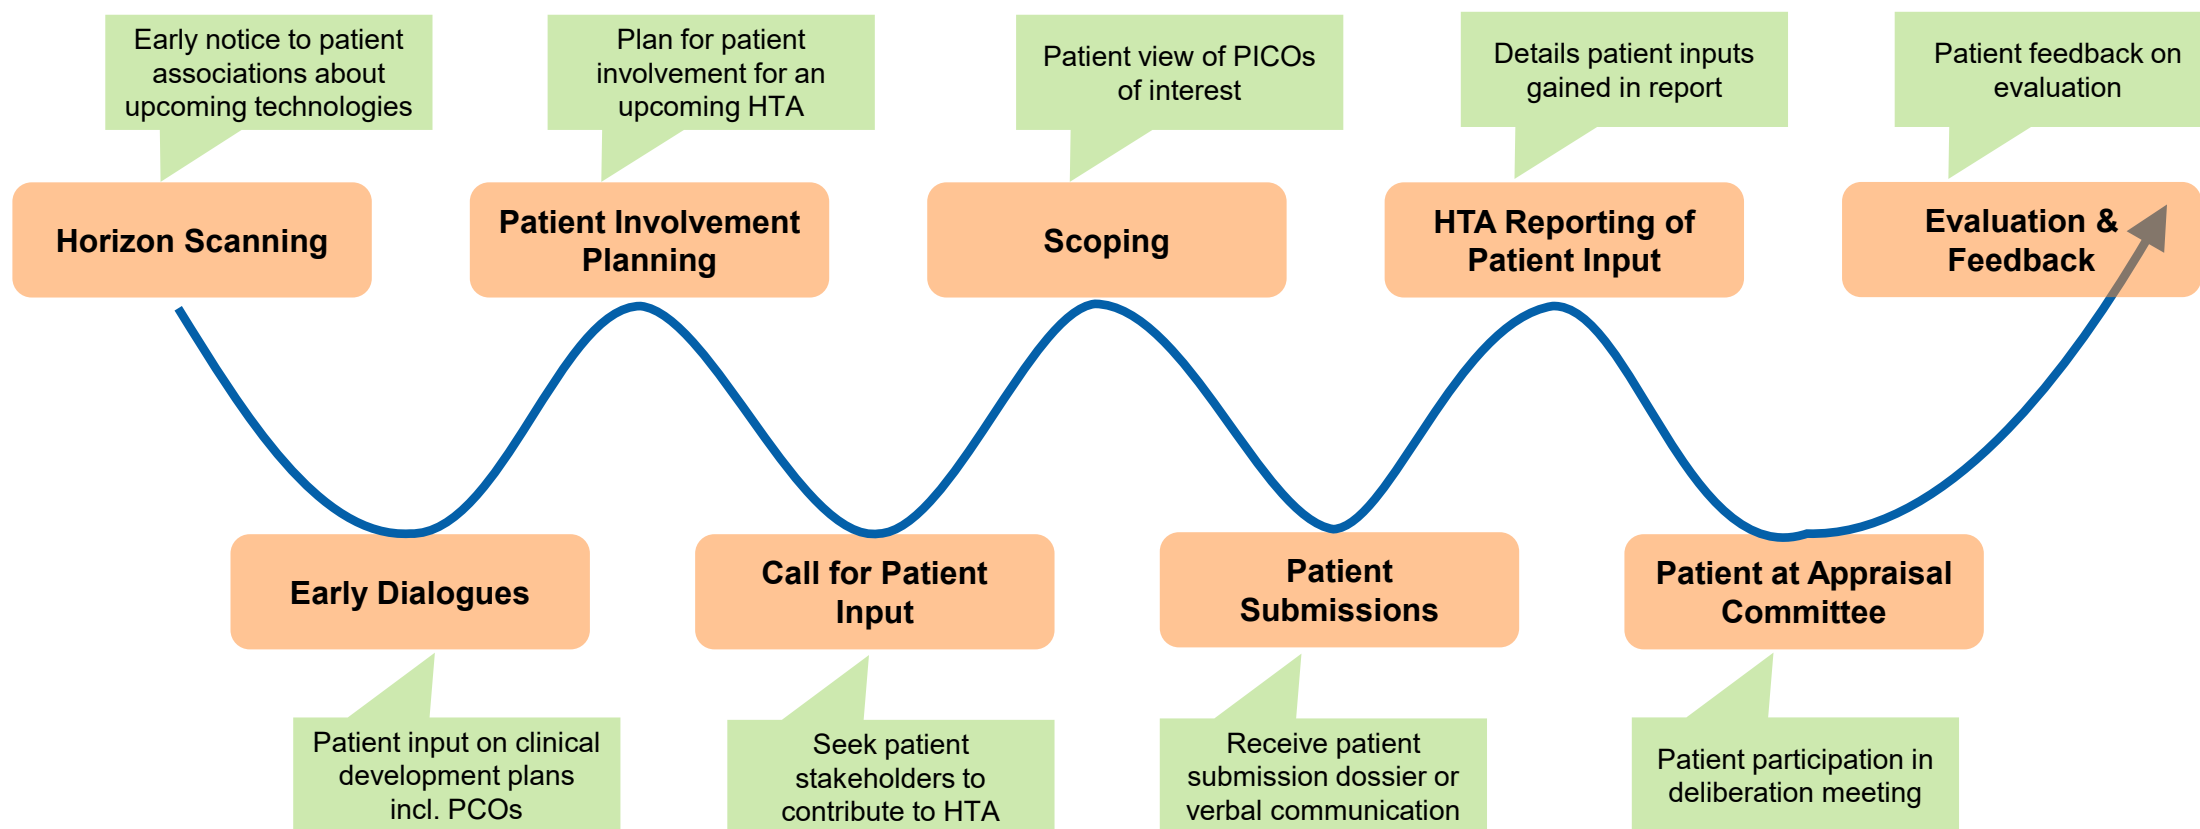 Early notice to patient
associations about
upcoming technologies
Plan for patient
involvement for an
upcoming HTA
Patient view of PICOs
of interest
Details patient inputs
gained in report
Patient feedback on
evaluation
Horizon Scanning
Patient Involvement
Planning
Scoping
HTA Reporting of
Patient Input
Evaluation &
Feedback
Early Dialogues
Call for Patient
Input
Patient
Submissions
Patient at Appraisal
Committee
Patient input on clinical
development plans
incl. PCOs
Seek patient
stakeholders to
contribute to HTA
Receive patient
submission dossier or
verbal communication
Patient participation in
deliberation meeting